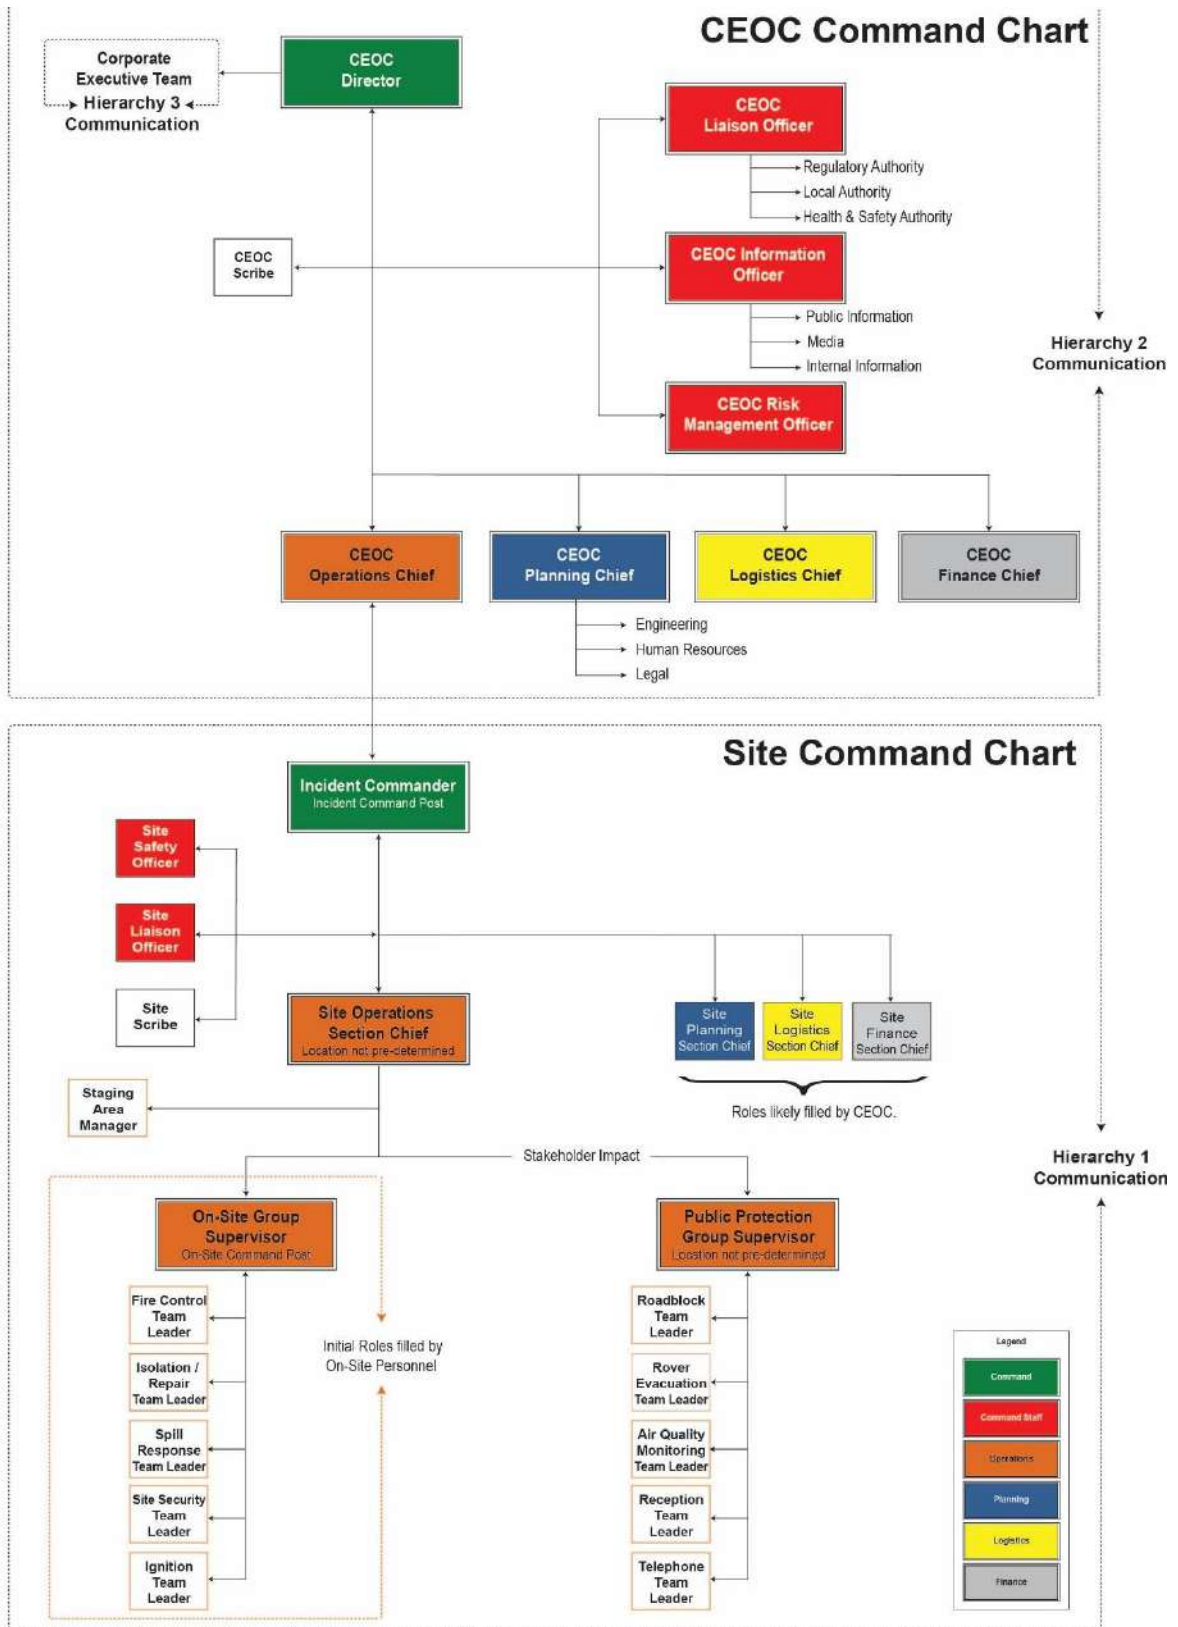 CEOC Command Chart
Corporate
Executive Team
Hierarchy 3
Communication
CEOC
Director
CEOC
Liaison Officer
Regulatory Authority
Local Authority
Health & Safety Authority
CEOC
Scribe
CEOC Information
Officer
Public Information
Media
Internal Information
Hierarchy 2
Communication
CEOC Risk
Management Officer
CEOC
Operations Chief
CEOC
Planning Chief
CEOC
Logistics Chief
CEOC
Finance Chief
Engineering
Human Resources
Legal
Site Command Chart
Incident Commander
Incident Command Post
Site
Safety
Officer
Site
Liaison
Officer
Site
Scribe
Site Operations
Section Chief
Location not pre-determined
Site
Planning
Section Chief
Site
Logistics
Section Chief
Site
Finance
Section Chief
Roles likely filled by CEOC.
Staging
Area
Manager
Stakeholder Impact
Hierarchy 1
Communication
On-Site Group
Supervisor
On-Site Command Post
Public Protection
Group Supervisor
Location not pre-determined
Fire Control
Team
Leader
Isolation /
Repair
Team Leader
Spill
Response
Team Leader
Site Security
Team
Leader
Ignition
Team
Leader
Initial Roles filled by
On-Site Personnel
Roadblock
Team
Leader
Rover
Evacuation
Team Leader
Air Quality
Monitoring
Team Leader
Reception
Team
Leader
Telephone
Team
Leader
Legend
Command
Command Staff
Operations
Planning
Logistics
Finance